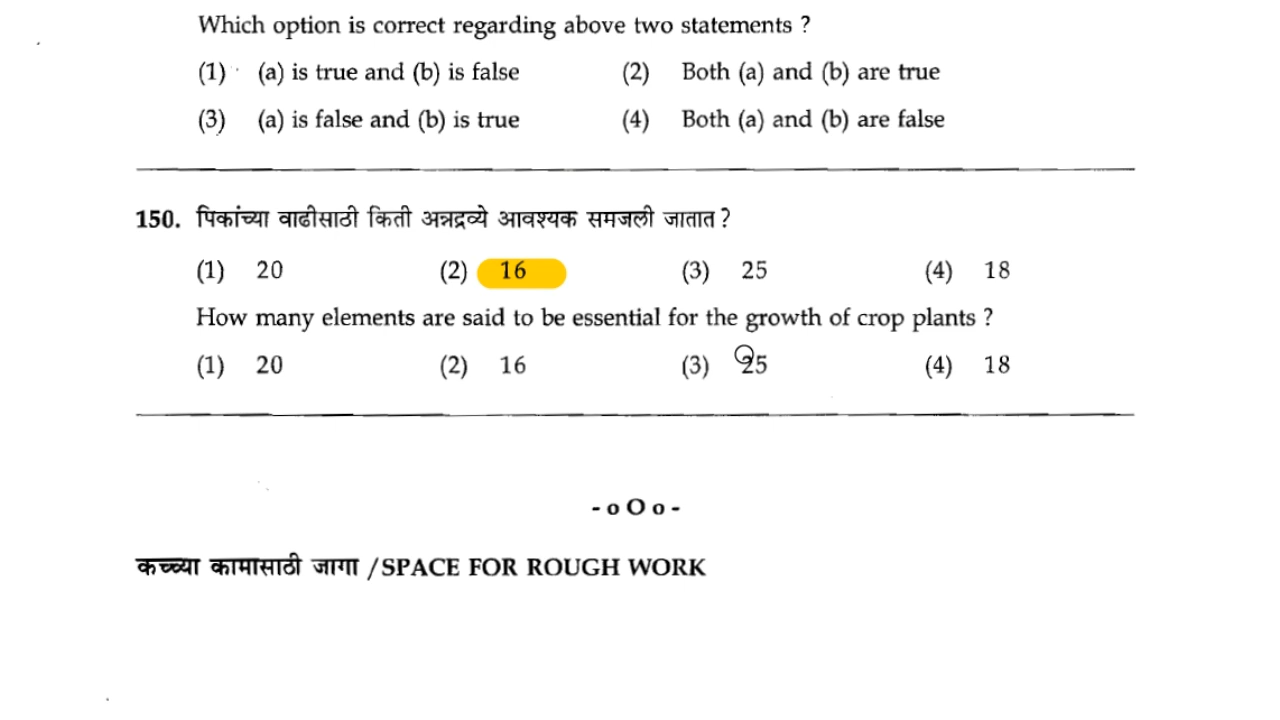 Which option is correct regarding above two statements ?
(1) (a) is true and (b) is false (2) Both (a) and (b) are true
(3) (a) is false and (b) is true (4) Both (a) and (b) are false
150. पिकांच्या वाढीसाठी किती अन्नद्रव्ये आवश्यक समजली जातात ?
(1) 20 (2) 16 (3) 25 (4) 18
How many elements are said to be essential for the growth of crop plants ?
(1) 20 (2) 16 (3) 25 (4) 18
- o O o -
कच्च्या कामासाठी जागा / SPACE FOR ROUGH WORK